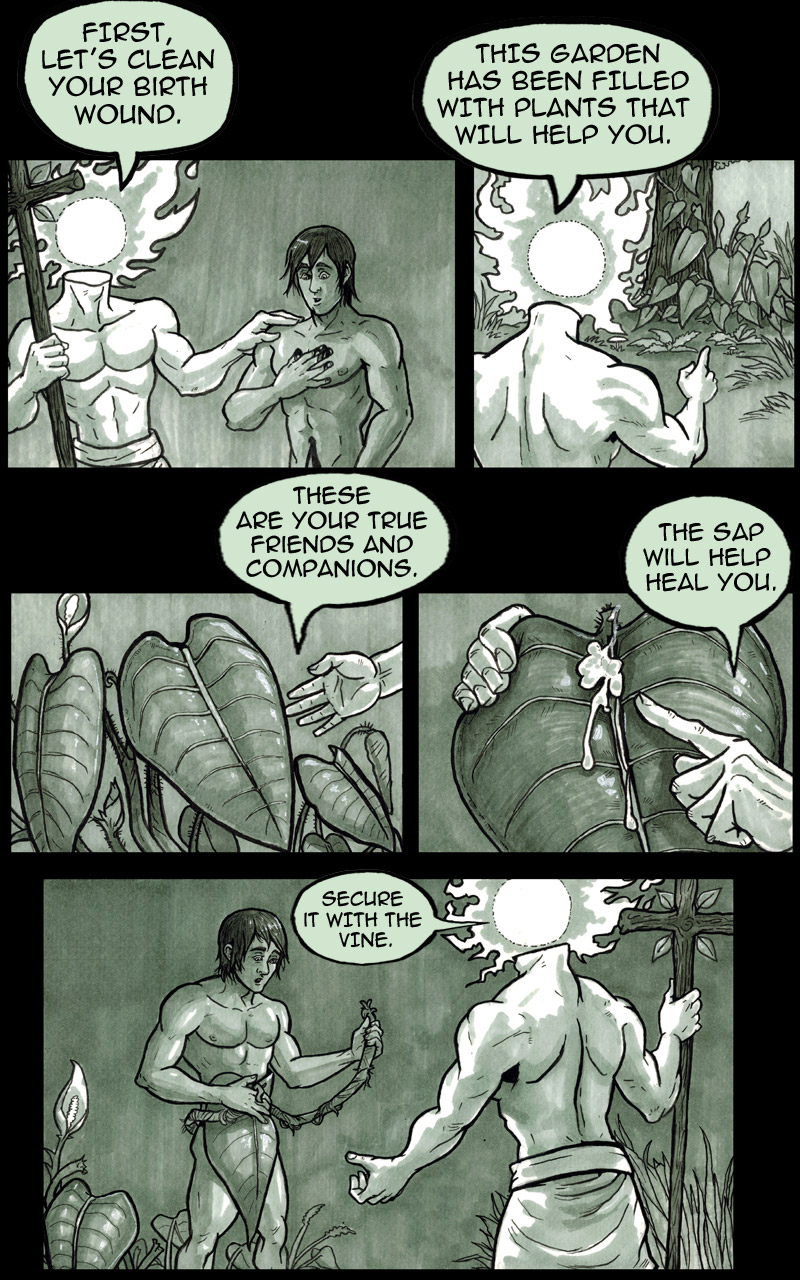 FIRST,
LET'S CLEAN
YOUR BIRTH
WOUND.
THIS GARDEN
HAS BEEN FILLED
WITH PLANTS THAT
WILL HELP YOU.
THESE
ARE YOUR TRUE
FRIENDS AND
COMPANIONS.
THE SAP
WILL HELP
HEAL YOU.
SECURE
IT WITH THE
VINE.